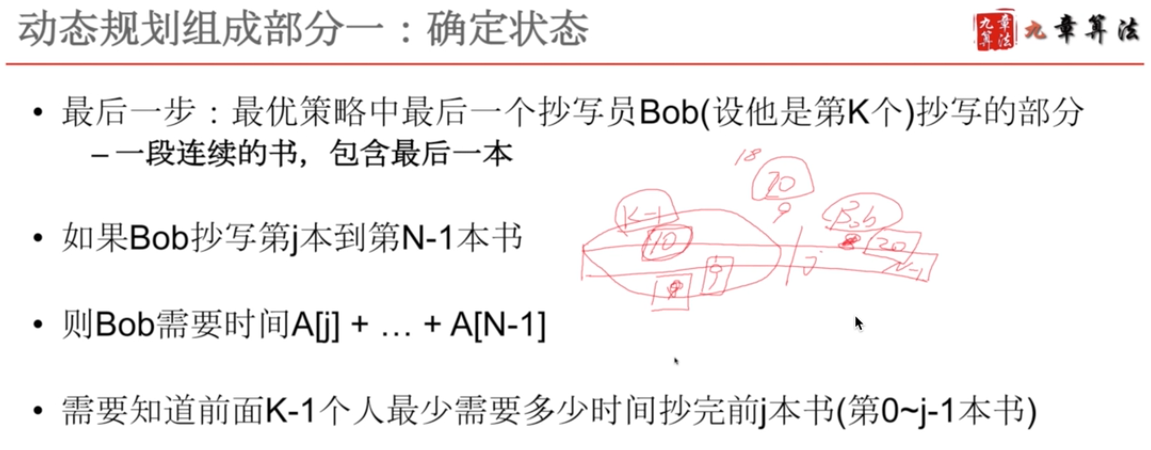 动态规划组成部分一：确定状态
九章算法 九章算法
• 最后一步：最优策略中最后一个抄写员Bob(设他是第K个)抄写的部分
– 一段连续的书，包含最后一本
18
20
9
K-1
Bob
• 如果Bob抄写第j本到第N-1本书
10
20
j
N-1
9
• 则Bob需要时间A[j] + … + A[N-1]
• 需要知道前面K-1个人最少需要多少时间抄完前j本书(第0~j-1本书)